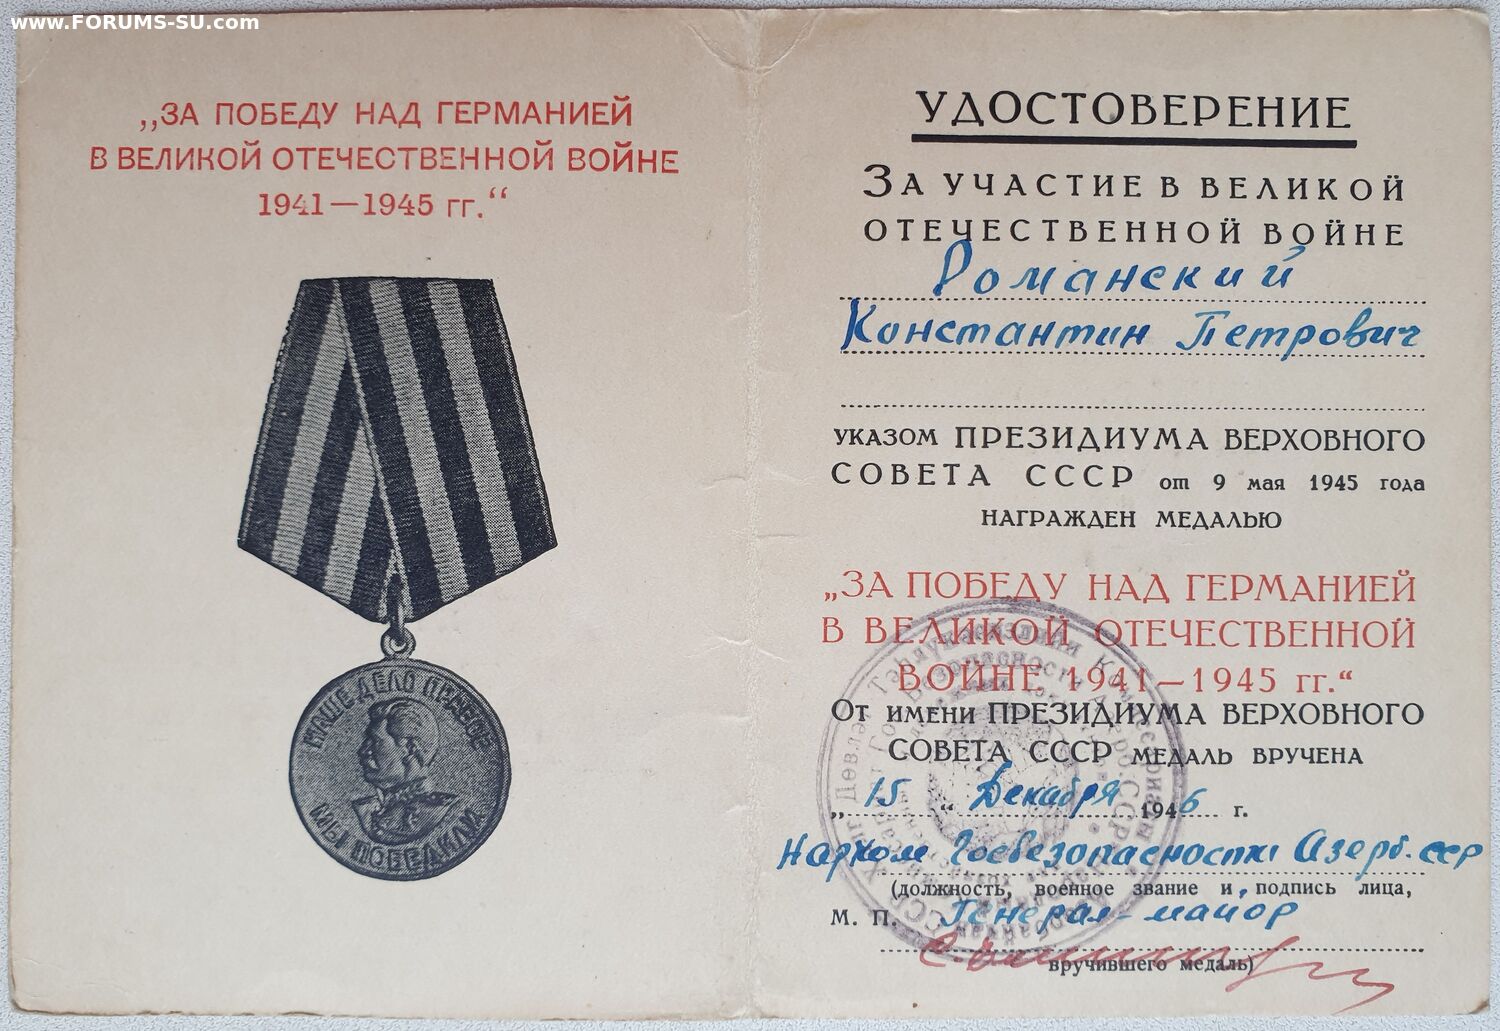 www.FORUMS-SU.com
„ЗА ПОБЕДУ НАД ГЕРМАНИЕЙ
В ВЕЛИКОЙ ОТЕЧЕСТВЕННОЙ ВОЙНЕ
1941—1945 гг.“
НАШЕ ДЕЛО ПРАВОЕ
МЫ ПОБЕДИЛИ
УДОСТОВЕРЕНИЕ
ЗА УЧАСТИЕ В ВЕЛИКОЙ
ОТЕЧЕСТВЕННОЙ ВОЙНЕ
Романский
Константин Петрович
УКАЗОМ ПРЕЗИДИУМА ВЕРХОВНОГО
СОВЕТА СССР от 9 мая 1945 года
НАГРАЖДЕН МЕДАЛЬЮ
„ЗА ПОБЕДУ НАД ГЕРМАНИЕЙ
В ВЕЛИКОЙ ОТЕЧЕСТВЕННОЙ
ВОЙНЕ 1941—1945 гг.“
ОТ ИМЕНИ ПРЕЗИДИУМА ВЕРХОВНОГО
СОВЕТА СССР МЕДАЛЬ ВРУЧЕНА
„15“ Декабря 1946 г.
Нарком Госбезопасности Азерб. сср
(должность, военное звание и подпись лица,
М. П. Генерал-майор
вручившего медаль)